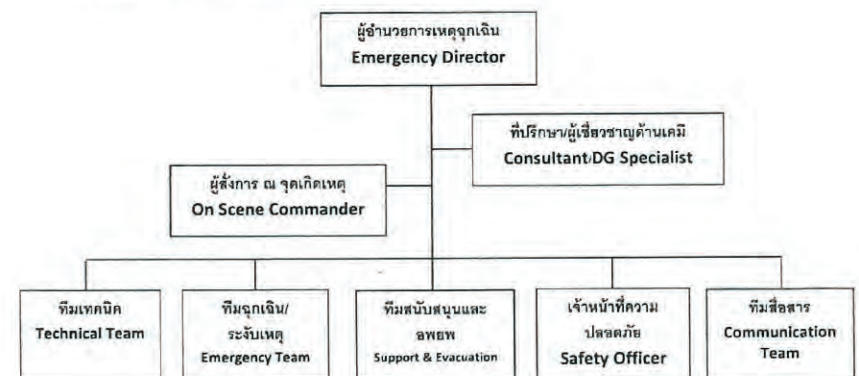 ผู้อำนวยการเหตุฉุกเฉิน
Emergency Director
ที่ปรึกษา/ผู้เชี่ยวชาญด้านเคมี
Consultant/DG Specialist
ผู้สั่งการ ณ จุดเกิดเหตุ
On Scene Commander
ทีมเทคนิค
Technical Team
ทีมฉุกเฉิน/
ระงับเหตุ
Emergency Team
ทีมสนับสนุนและ
อพยพ
Support & Evacuation
เจ้าหน้าที่ความ
ปลอดภัย
Safety Officer
ทีมสื่อสาร
Communication
Team